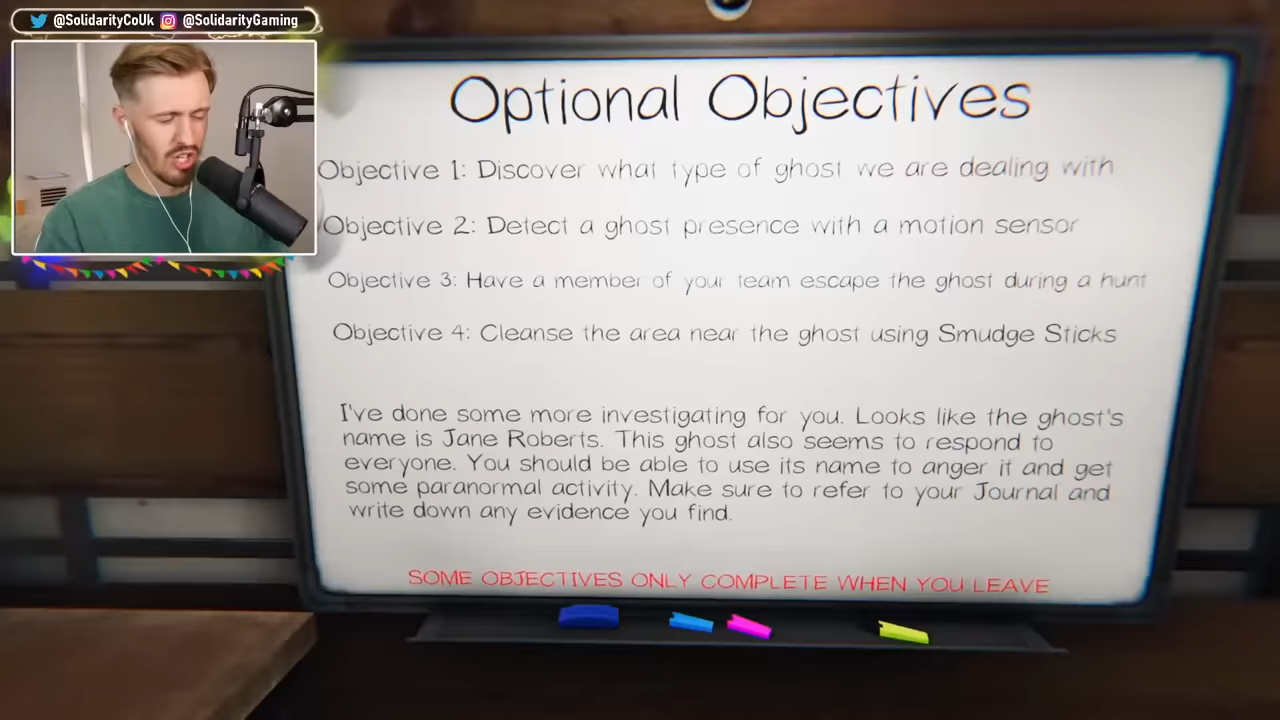 @SolidarityCoUk @SolidarityGaming
Optional Objectives
Objective 1: Discover what type of ghost we are dealing with
Objective 2: Detect a ghost presence with a motion sensor
Objective 3: Have a member of your team escape the ghost during a hunt
Objective 4: Cleanse the area near the ghost using Smudge Sticks
I've done some more investigating for you. Looks like the ghost's
name is Jane Roberts. This ghost also seems to respond to
everyone. You should be able to use its name to anger it and get
some paranormal activity. Make sure to refer to your Journal and
write down any evidence you find.
SOME OBJECTIVES ONLY COMPLETE WHEN YOU LEAVE